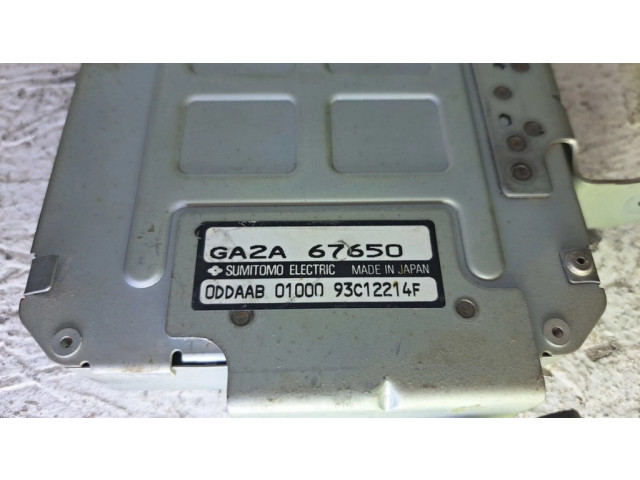 GA2A 67650
SUMITOMO ELECTRIC MADE IN JAPAN
0DDAAB 01000 93C12214F